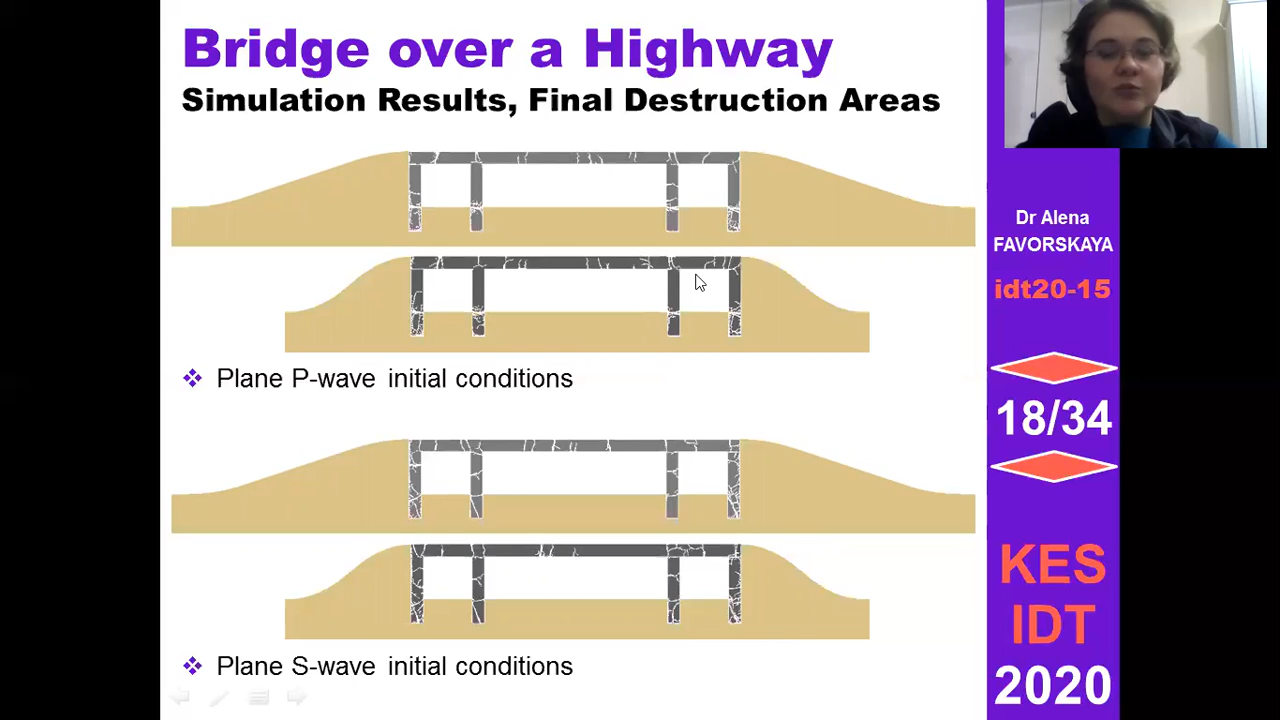 Bridge over a Highway
Simulation Results, Final Destruction Areas
Plane P-wave initial conditions
Plane S-wave initial conditions
Dr Alena
FAVORSKAYA
idt20-15
18/34
KES
IDT
2020